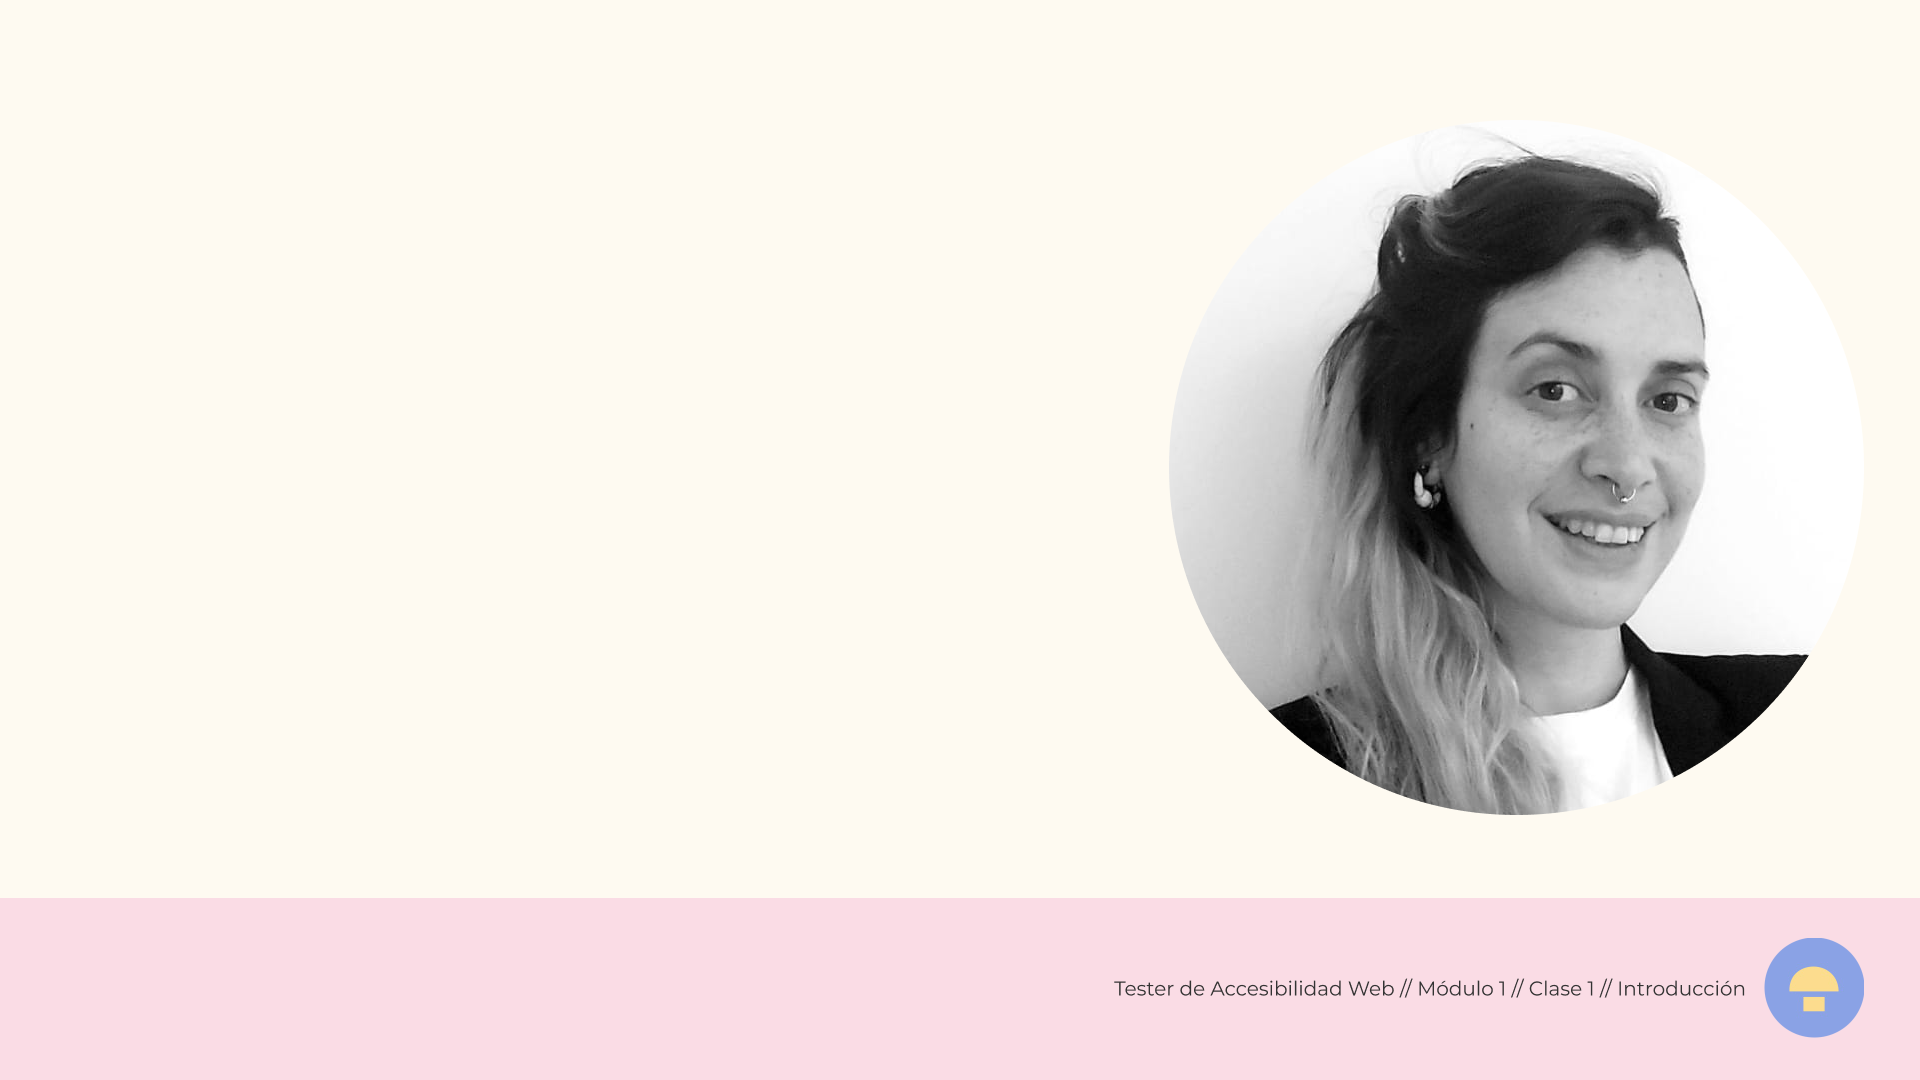 Tester de Accesibilidad Web // Módulo 1 // Clase 1 // Introducción